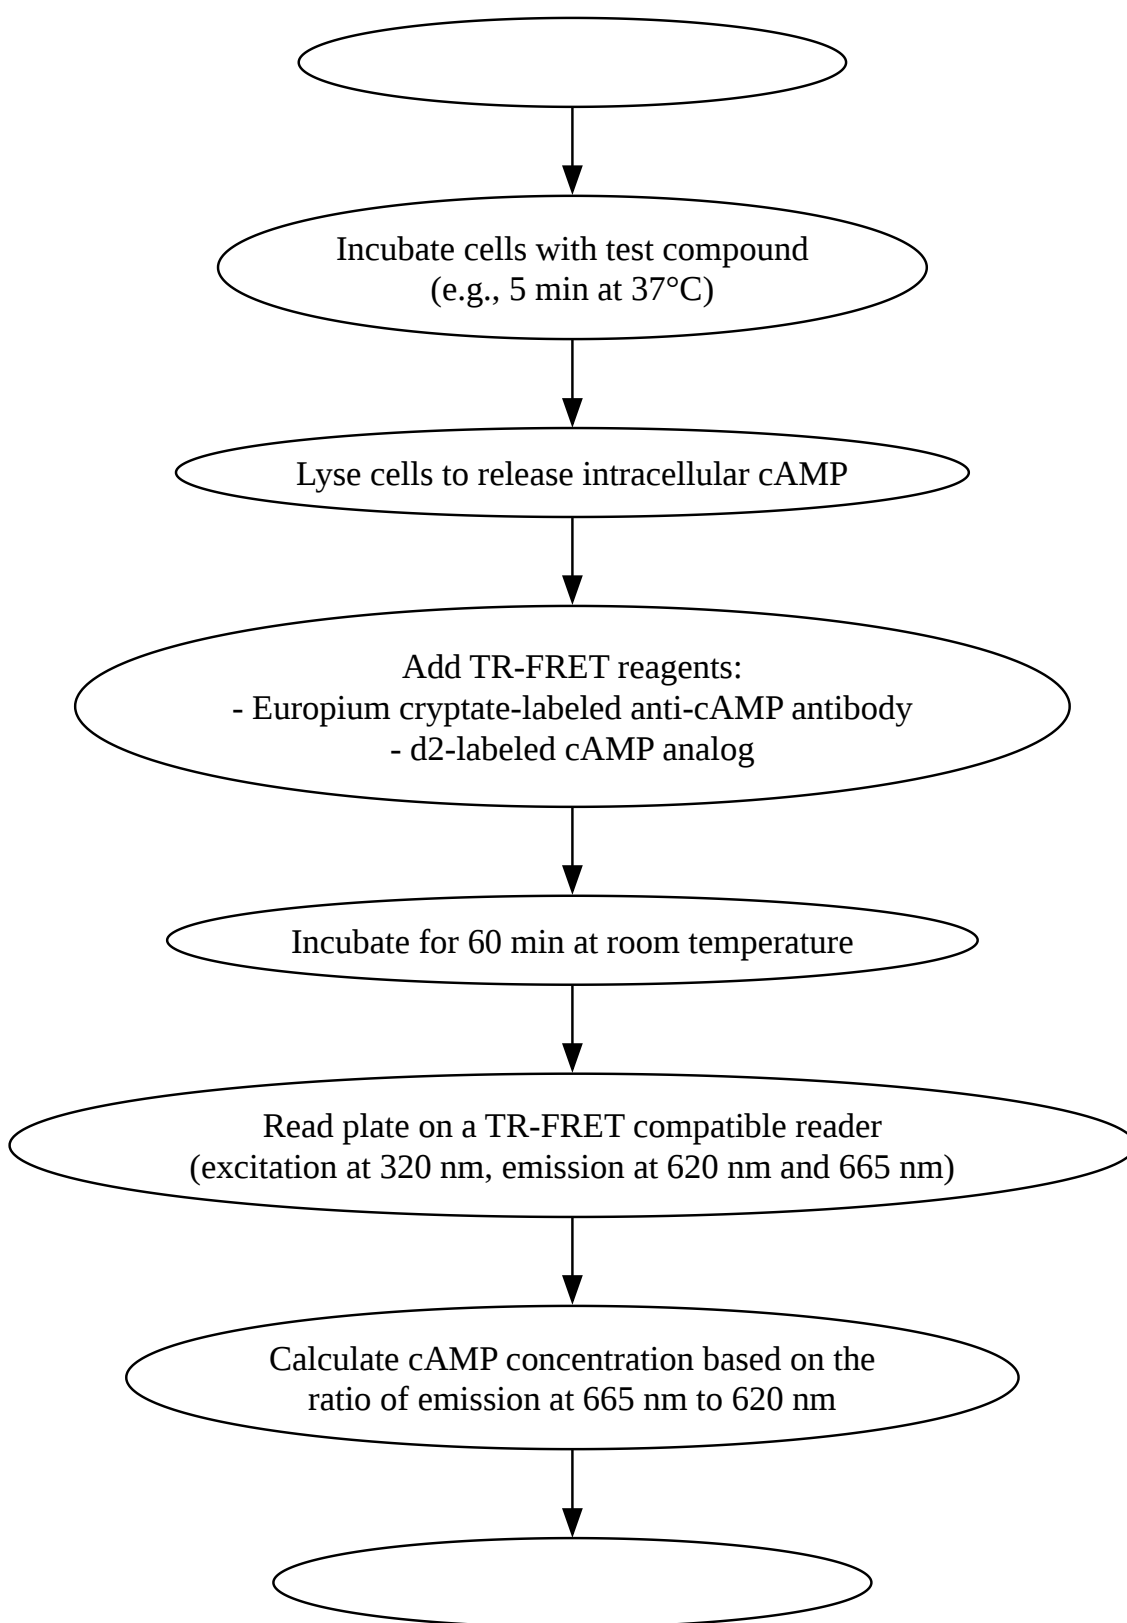 Incubate cells with test compound
(e.g., 5 min at 37°C)
Lyse cells to release intracellular cAMP
Add TR-FRET reagents:
- Europium cryptate-labeled anti-cAMP antibody
- d2-labeled cAMP analog
Incubate for 60 min at room temperature
Read plate on a TR-FRET compatible reader
(excitation at 320 nm, emission at 620 nm and 665 nm)
Calculate cAMP concentration based on the
ratio of emission at 665 nm to 620 nm